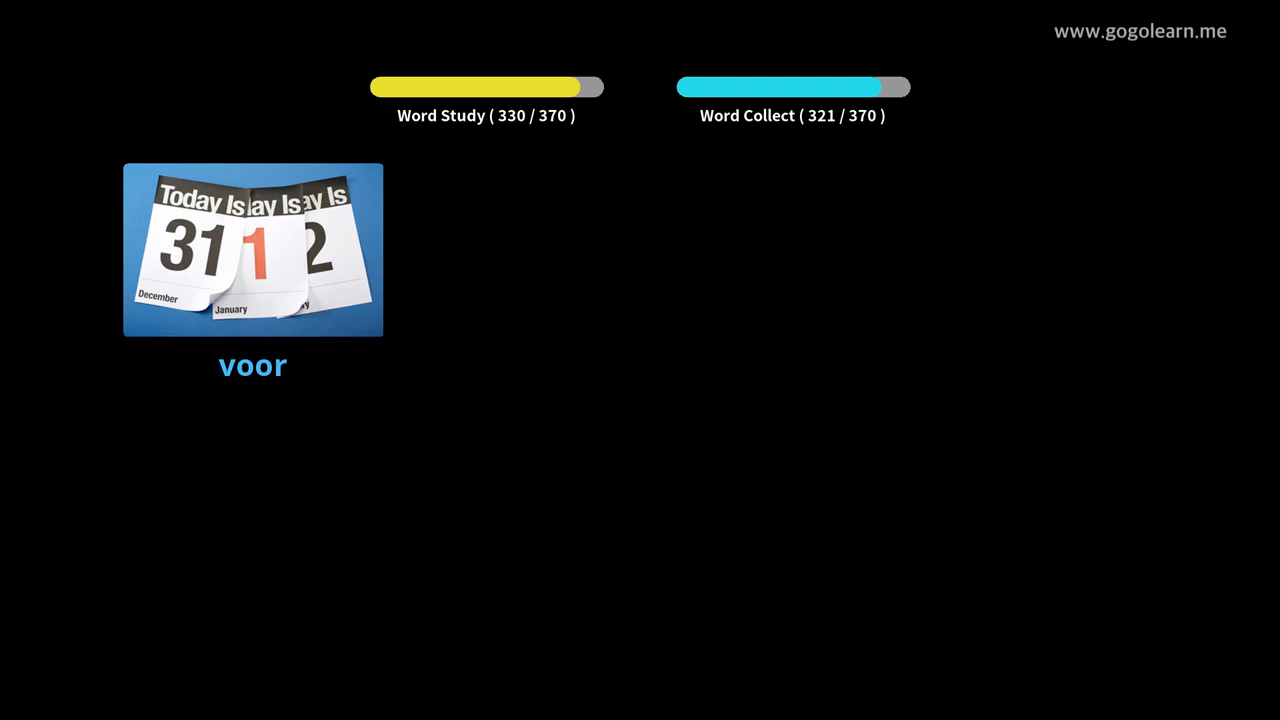 www.gogolearn.me
Word Study ( 330 / 370 )
Word Collect ( 321 / 370 )
Today Is
ay Is
ay Is
31
1
2
December
January
ry
voor